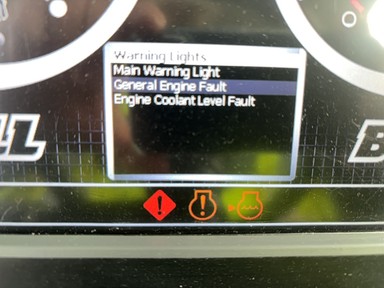 Warning Lights
Main Warning Light
General Engine Fault
Engine Coolant Level Fault